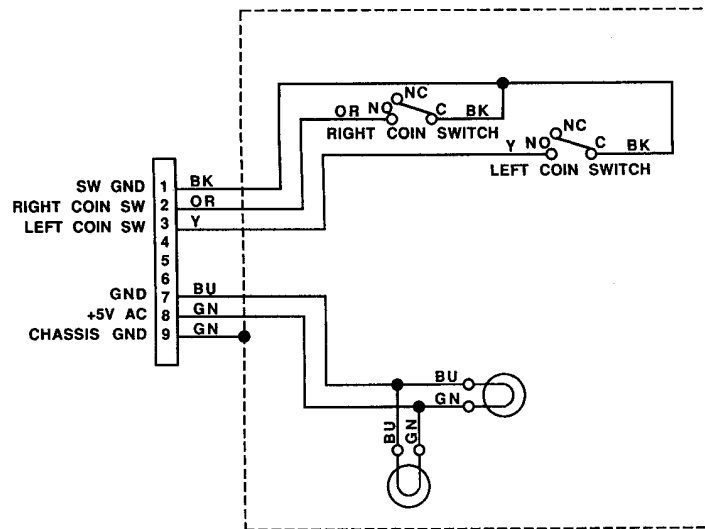 NC
OR NO C BK
RIGHT COIN SWITCH
NC
Y NO C BK
LEFT COIN SWITCH
SW GND 1 BK
RIGHT COIN SW 2 OR
LEFT COIN SW 3 Y
4
5
6
GND 7 BU
+5V AC 8 GN
CHASSIS GND 9 GN
BU
GN
BU GN